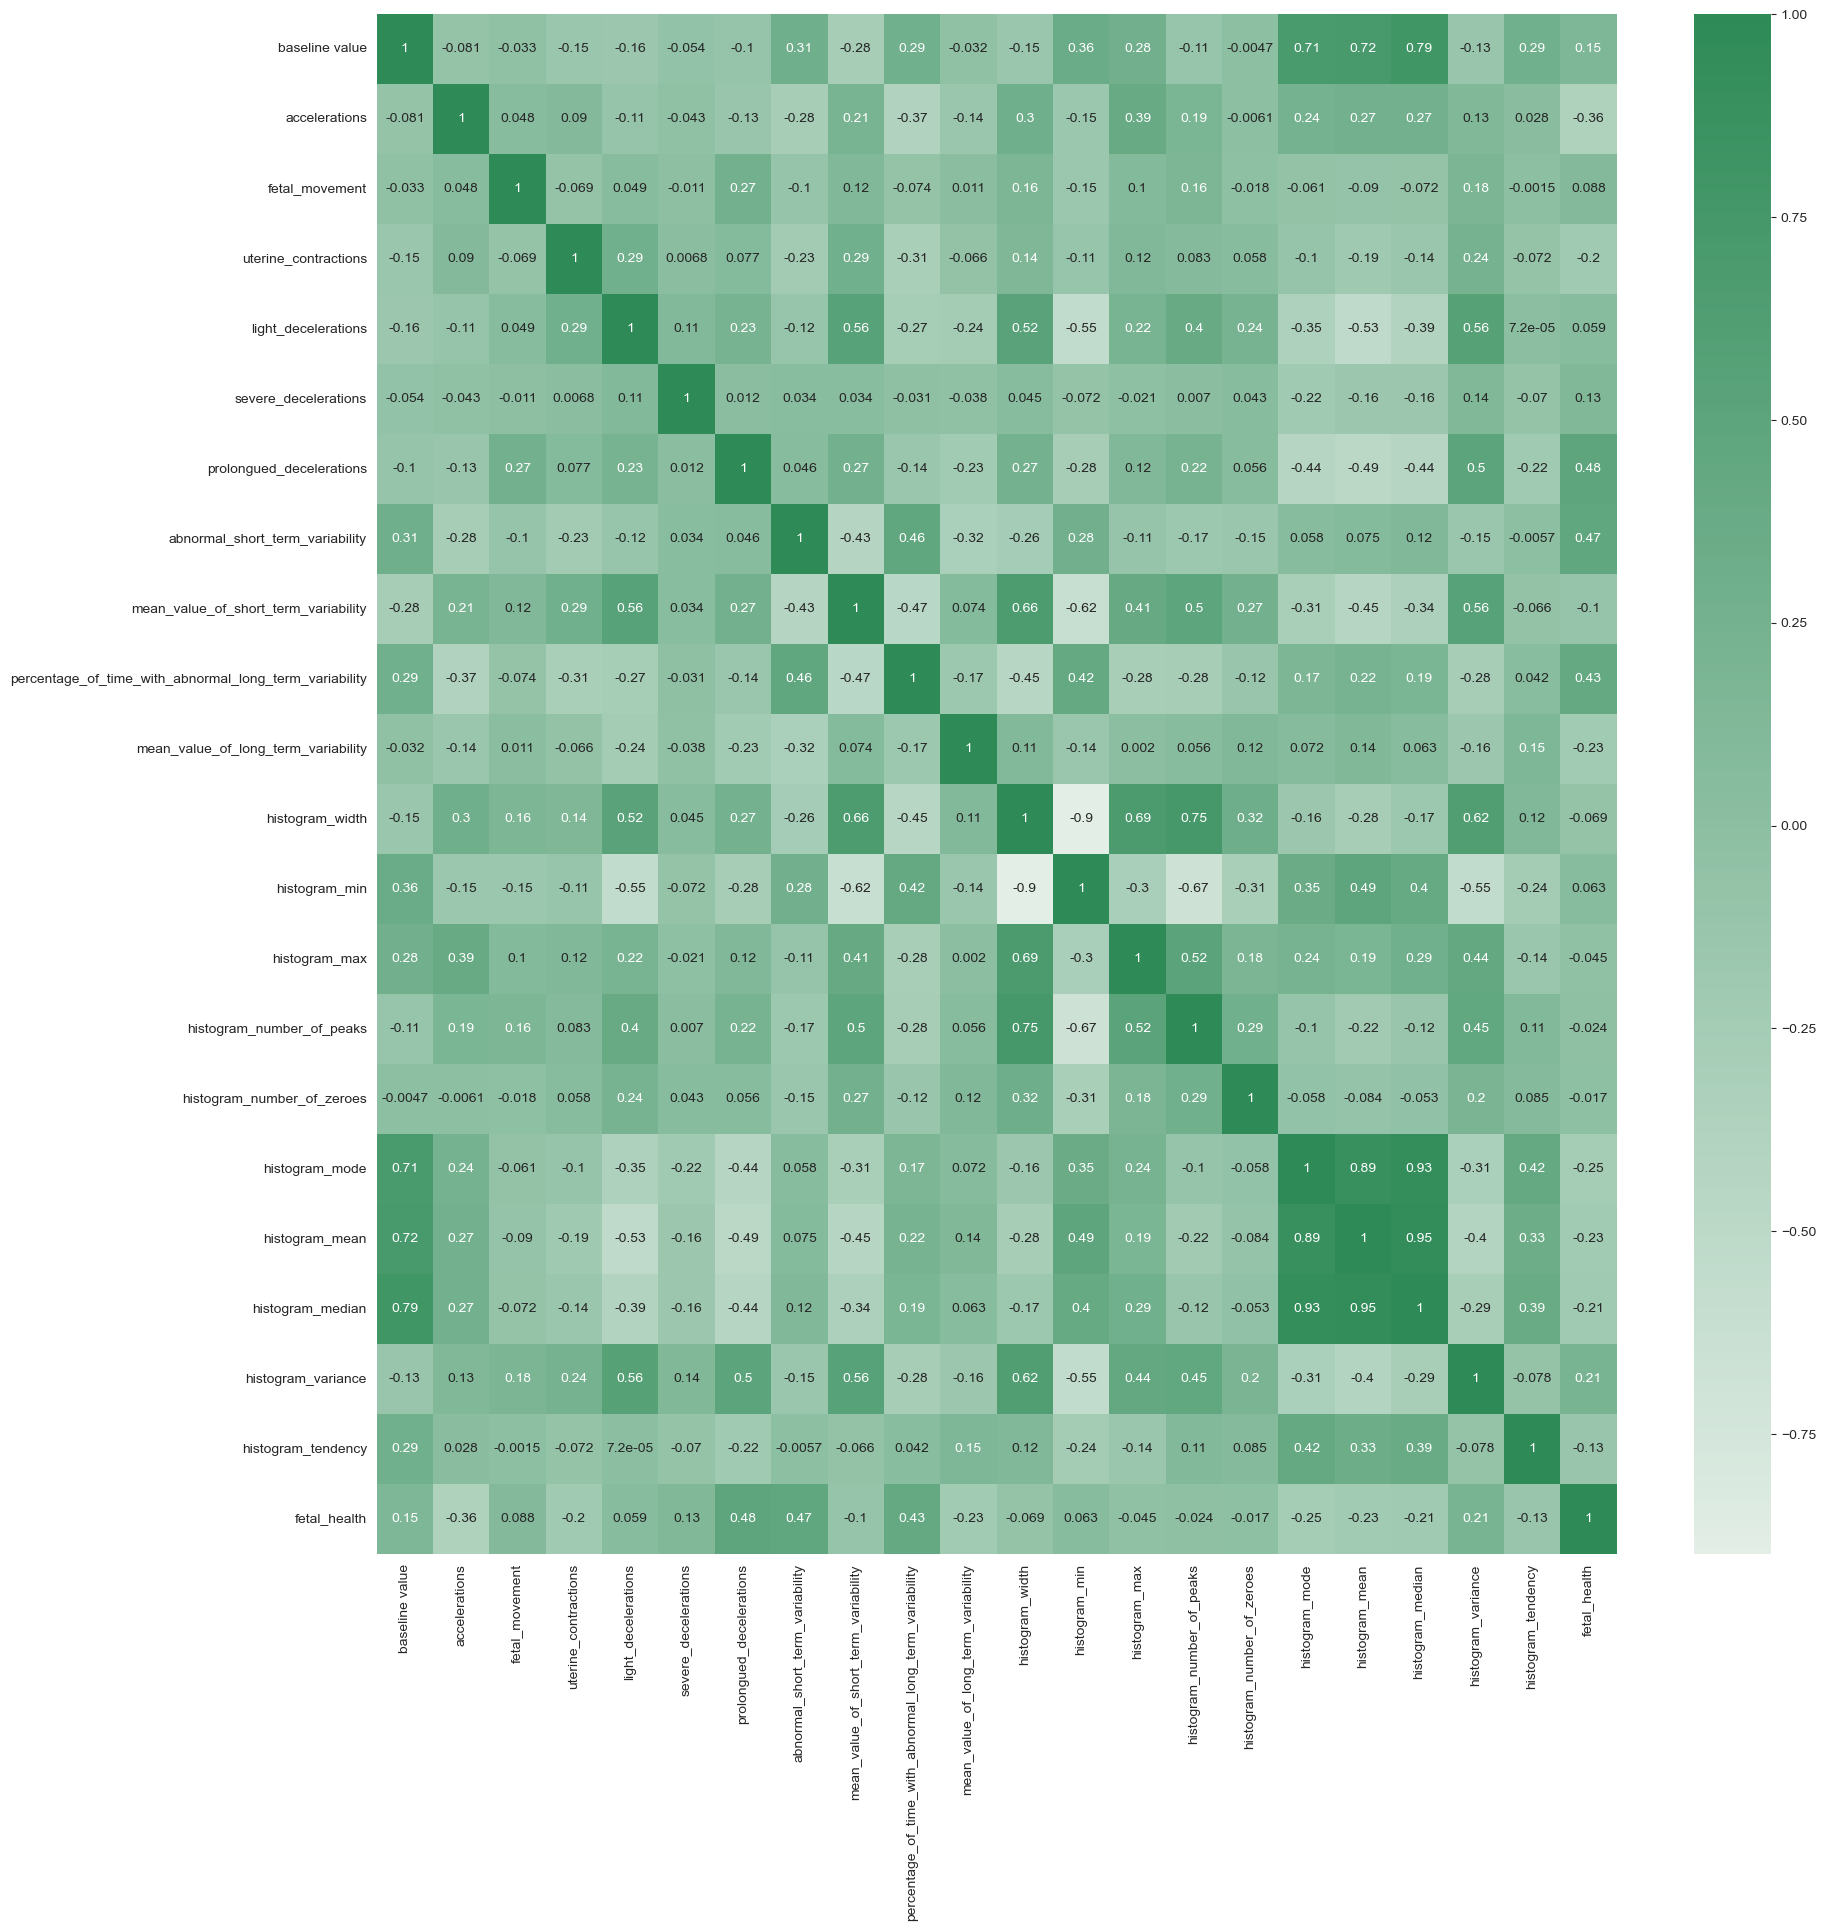 baseline value 1 -0.081 -0.033 -0.15 -0.16 -0.054 -0.1 0.31 -0.28 0.29 -0.032 -0.15 0.36 0.28 -0.11 -0.0047 0.71 0.72 0.79 -0.13 0.29 0.15
accelerations -0.081 1 0.048 0.09 -0.11 -0.043 -0.13 -0.28 0.21 -0.37 -0.14 0.3 -0.15 0.39 0.19 -0.0061 0.24 0.27 0.27 0.13 0.028 -0.36
fetal_movement -0.033 0.048 1 -0.069 0.049 -0.011 0.27 -0.1 0.12 -0.074 0.011 0.16 -0.15 0.1 0.16 -0.018 -0.061 -0.09 -0.072 0.18 -0.0015 0.088
uterine_contractions -0.15 0.09 -0.069 1 0.29 0.0068 0.077 -0.23 0.29 -0.31 -0.066 0.14 -0.11 0.12 0.083 0.058 -0.1 -0.19 -0.14 0.24 -0.072 -0.2
light_decelerations -0.16 -0.11 0.049 0.29 1 0.11 0.23 -0.12 0.56 -0.27 -0.24 0.52 -0.55 0.22 0.4 0.24 -0.35 -0.53 -0.39 0.56 7.2e-05 0.059
severe_decelerations -0.054 -0.043 -0.011 0.0068 0.11 1 0.012 0.034 0.034 -0.031 -0.038 0.045 -0.072 -0.021 0.007 0.043 -0.22 -0.16 -0.16 0.14 -0.07 0.13
prolongued_decelerations -0.1 -0.13 0.27 0.077 0.23 0.012 1 0.046 0.27 -0.14 -0.23 0.27 -0.28 0.12 0.22 0.056 -0.44 -0.49 -0.44 0.5 -0.22 0.48
abnormal_short_term_variability 0.31 -0.28 -0.1 -0.23 -0.12 0.034 0.046 1 -0.43 0.46 -0.32 -0.26 0.28 -0.11 -0.17 -0.15 0.058 0.075 0.12 -0.15 -0.0057 0.47
mean_value_of_short_term_variability -0.28 0.21 0.12 0.29 0.56 0.034 0.27 -0.43 1 -0.47 0.074 0.66 -0.62 0.41 0.5 0.27 -0.31 -0.45 -0.34 0.56 -0.066 -0.1
percentage_of_time_with_abnormal_long_term_variability 0.29 -0.37 -0.074 -0.31 -0.27 -0.031 -0.14 0.46 -0.47 1 -0.17 -0.45 0.42 -0.28 -0.28 -0.12 0.17 0.22 0.19 -0.28 0.042 0.43
mean_value_of_long_term_variability -0.032 -0.14 0.011 -0.066 -0.24 -0.038 -0.23 -0.32 0.074 -0.17 1 0.11 -0.14 0.002 0.056 0.12 0.072 0.14 0.063 -0.16 0.15 -0.23
histogram_width -0.15 0.3 0.16 0.14 0.52 0.045 0.27 -0.26 0.66 -0.45 0.11 1 -0.9 0.69 0.75 0.32 -0.16 -0.28 -0.17 0.62 0.12 -0.069
histogram_min 0.36 -0.15 -0.15 -0.11 -0.55 -0.072 -0.28 0.28 -0.62 0.42 -0.14 -0.9 1 -0.3 -0.67 -0.31 0.35 0.49 0.4 -0.55 -0.24 0.063
histogram_max 0.28 0.39 0.1 0.12 0.22 -0.021 0.12 -0.11 0.41 -0.28 0.002 0.69 -0.3 1 0.52 0.18 0.24 0.19 0.29 0.44 -0.14 -0.045
histogram_number_of_peaks -0.11 0.19 0.16 0.083 0.4 0.007 0.22 -0.17 0.5 -0.28 0.056 0.75 -0.67 0.52 1 0.29 -0.1 -0.22 -0.12 0.45 0.11 -0.024
histogram_number_of_zeroes -0.0047 -0.0061 -0.018 0.058 0.24 0.043 0.056 -0.15 0.27 -0.12 0.12 0.32 -0.31 0.18 0.29 1 -0.058 -0.084 -0.053 0.2 0.085 -0.017
histogram_mode 0.71 0.24 -0.061 -0.1 -0.35 -0.22 -0.44 0.058 -0.31 0.17 0.072 -0.16 0.35 0.24 -0.1 -0.058 1 0.89 0.93 -0.31 0.42 -0.25
histogram_mean 0.72 0.27 -0.09 -0.19 -0.53 -0.16 -0.49 0.075 -0.45 0.22 0.14 -0.28 0.49 0.19 -0.22 -0.084 0.89 1 0.95 -0.4 0.33 -0.23
histogram_median 0.79 0.27 -0.072 -0.14 -0.39 -0.16 -0.44 0.12 -0.34 0.19 0.063 -0.17 0.4 0.29 -0.12 -0.053 0.93 0.95 1 -0.29 0.39 -0.21
histogram_variance -0.13 0.13 0.18 0.24 0.56 0.14 0.5 -0.15 0.56 -0.28 -0.16 0.62 -0.55 0.44 0.45 0.2 -0.31 -0.4 -0.29 1 -0.078 0.21
histogram_tendency 0.29 0.028 -0.0015 -0.072 7.2e-05 -0.07 -0.22 -0.0057 -0.066 0.042 0.15 0.12 -0.24 -0.14 0.11 0.085 0.42 0.33 0.39 -0.078 1 -0.13
fetal_health 0.15 -0.36 0.088 -0.2 0.059 0.13 0.48 0.47 -0.1 0.43 -0.23 -0.069 0.063 -0.045 -0.024 -0.017 -0.25 -0.23 -0.21 0.21 -0.13 1
baseline value
accelerations
fetal_movement
uterine_contractions
light_decelerations
severe_decelerations
prolongued_decelerations
abnormal_short_term_variability
mean_value_of_short_term_variability
percentage_of_time_with_abnormal_long_term_variability
mean_value_of_long_term_variability
histogram_width
histogram_min
histogram_max
histogram_number_of_peaks
histogram_number_of_zeroes
histogram_mode
histogram_mean
histogram_median
histogram_variance
histogram_tendency
fetal_health
1.00
0.75
0.50
0.25
0.00
−0.25
−0.50
−0.75